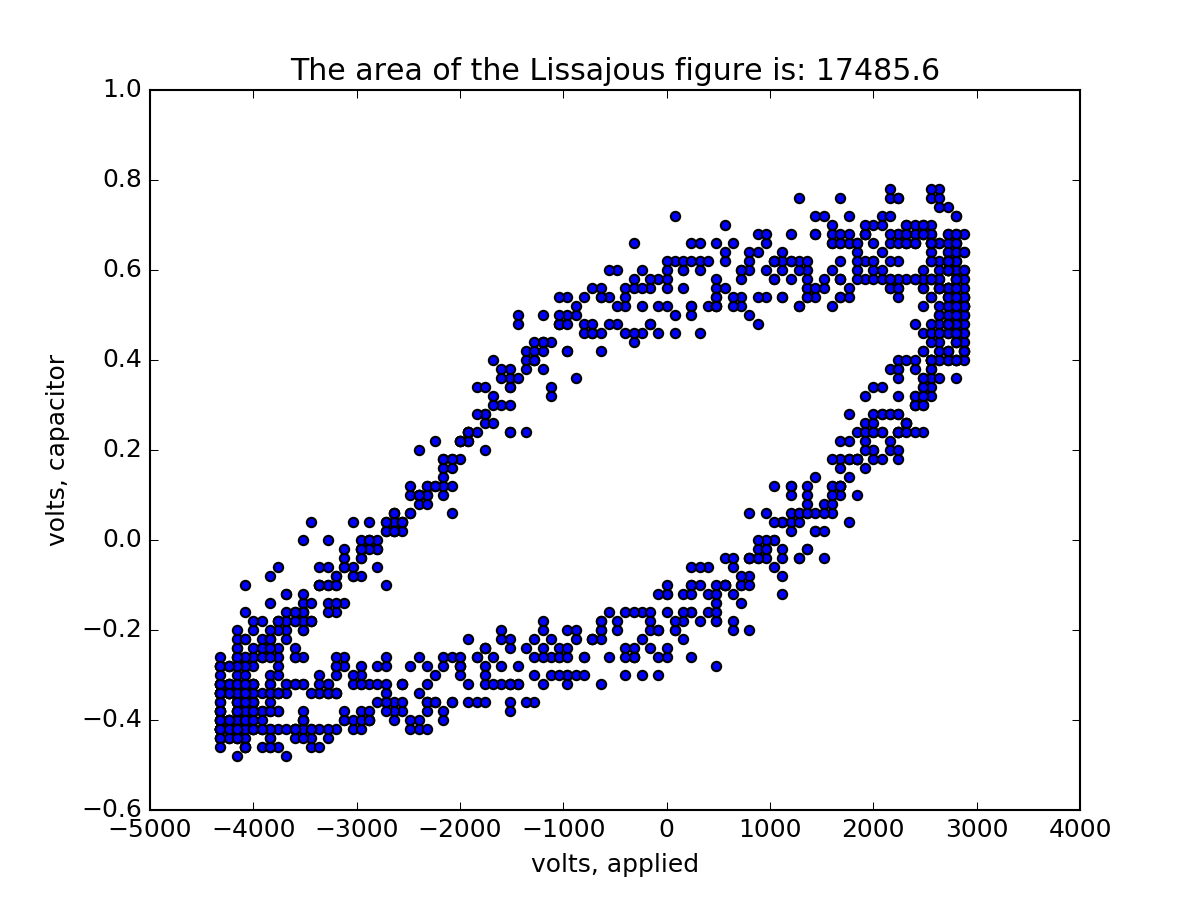 The area of the Lissajous figure is: 17485.6
1.0
0.8
0.6
0.4
0.2
0.0
−0.2
−0.4
−0.6
volts, capacitor
−5000 −4000 −3000 −2000 −1000 0 1000 2000 3000 4000
volts, applied